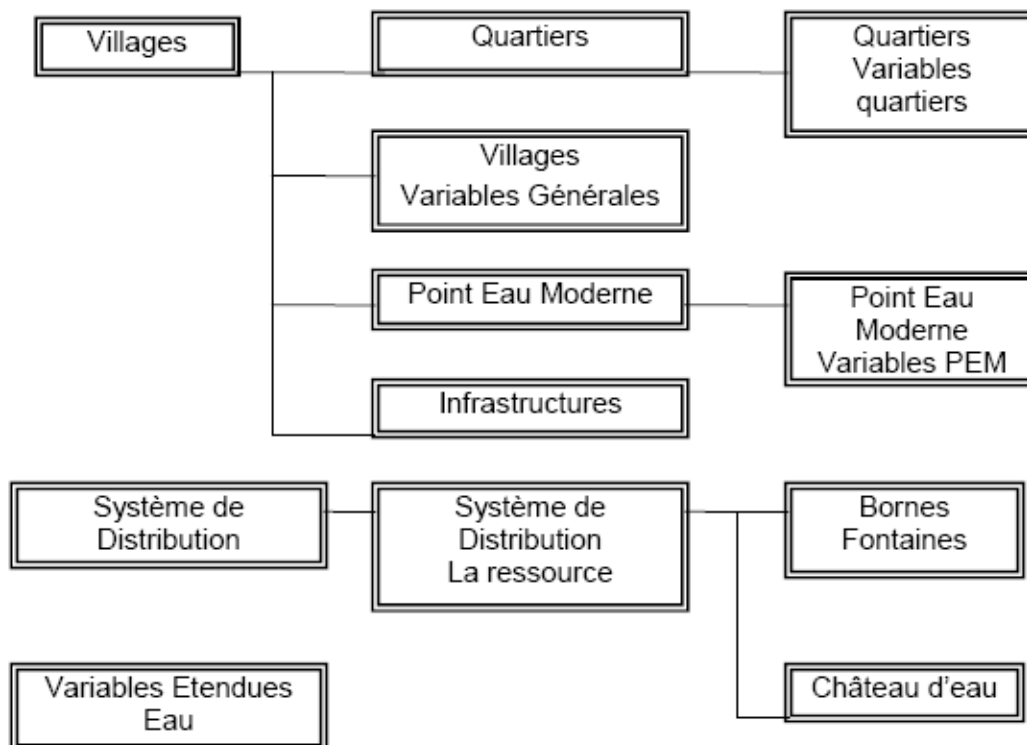 Villages
Quartiers
Quartiers
Variables
quartiers
Villages
Variables Générales
Point Eau Moderne
Point Eau
Moderne
Variables PEM
Infrastructures
Système de
Distribution
Système de
Distribution
La ressource
Bornes
Fontaines
Variables Etendues
Eau
Château d'eau